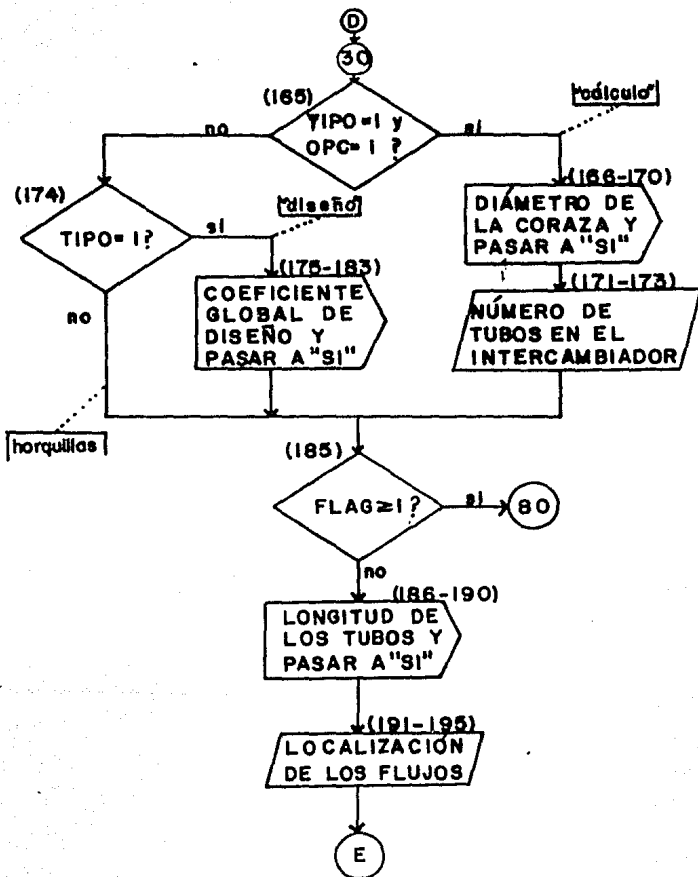 D
30
(165)
TIPO=1 y
OPC=1 ?
no
si
"cálculo"
(166-170)
DIÁMETRO DE
LA CORAZA Y
PASAR A "SI"
(171-173)
NÚMERO DE
TUBOS EN EL
INTERCAMBIADOR
(174)
TIPO=1?
si
no
"diseño"
(175-183)
COEFICIENTE
GLOBAL DE
DISEÑO Y
PASAR A "SI"
horquillas
(185)
FLAG≥1?
si
80
no
(186-190)
LONGITUD DE
LOS TUBOS Y
PASAR A "SI"
(191-195)
LOCALIZACIÓN
DE LOS FLUJOS
E